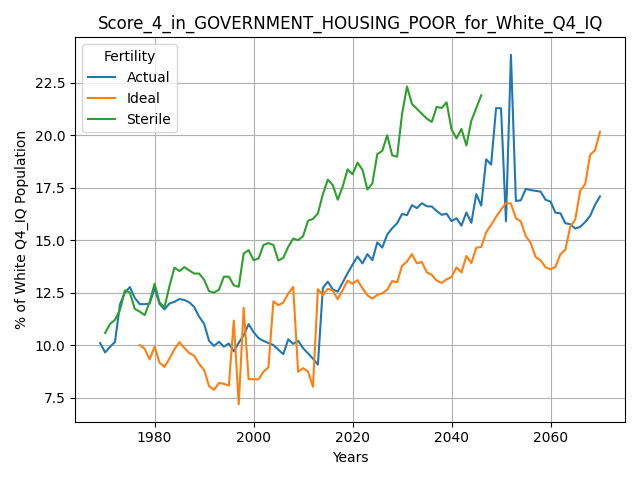 Score_4_in_GOVERNMENT_HOUSING_POOR_for_White_Q4_IQ
Fertility
Actual
Ideal
Sterile
% of White Q4_IQ Population
22.5
20.0
17.5
15.0
12.5
10.0
7.5
1980
2000
2020
2040
2060
Years